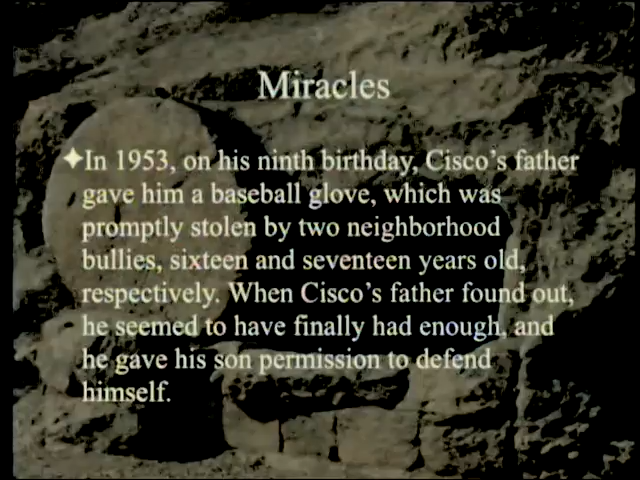 Miracles
✦In 1953, on his ninth birthday, Cisco's father
gave him a baseball glove, which was
promptly stolen by two neighborhood
bullies, sixteen and seventeen years old,
respectively. When Cisco's father found out,
he seemed to have finally had enough, and
he gave his son permission to defend
himself.